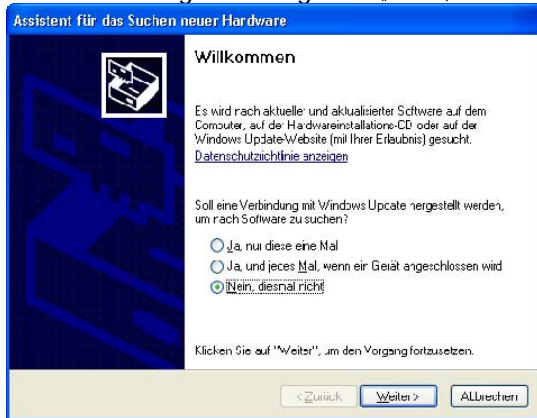 Assistent für das Suchen neuer Hardware
Willkommen
Es wird nach aktueller und aktualisierter Software auf dem
Computer, auf der Hardwareinstallations-CD oder auf der
Windows Update-Website (mit Ihrer Erlaubnis) gesucht.
Datenschutzrichtlinie anzeigen
Soll eine Verbindung mit Windows Update hergestellt werden,
um nach Software zu suchen?
Ja, nur diese eine Mal
Ja, und jedes Mal, wenn ein Gerät angeschlossen wird
Nein, diesmal nicht
Klicken Sie auf "Weiter", um den Vorgang fortzusetzen.
< Zurück
Weiter >
Abbrechen